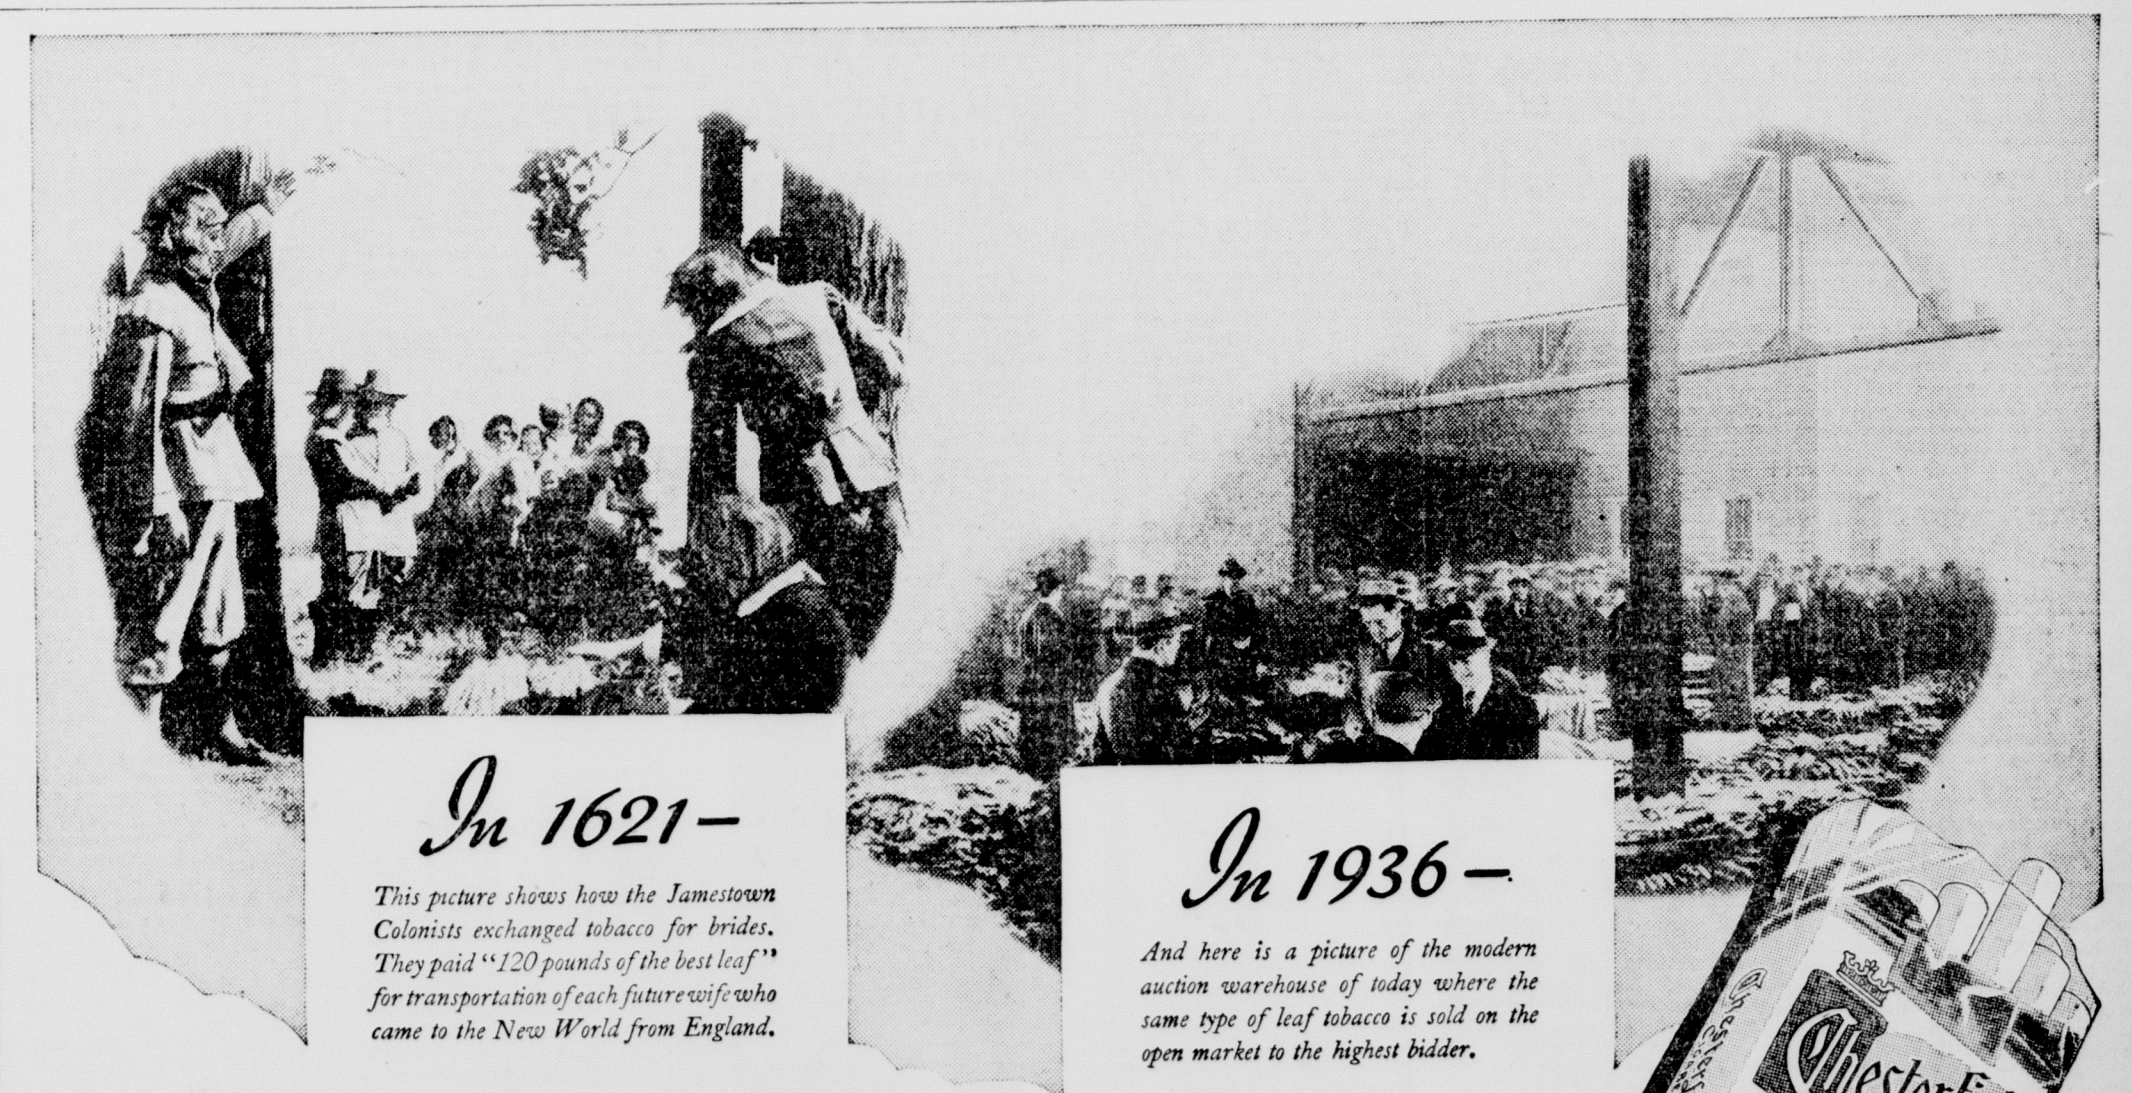 In 1621—
This picture shows how the Jamestown
Colonists exchanged tobacco for brides.
They paid “120 pounds of the best leaf”
for transportation of each future wife who
came to the New World from England.
In 1936—
And here is a picture of the modern
auction warehouse of today where the
same type of leaf tobacco is sold on the
open market to the highest bidder.
Chesterfi